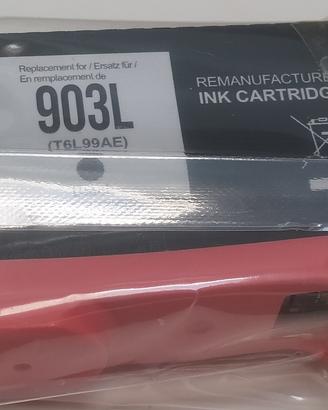 Replacement for / Ersatz für /
En remplacement de
903L
(T6L99AE)
REMANUFACTURE
INK CARTRIDG